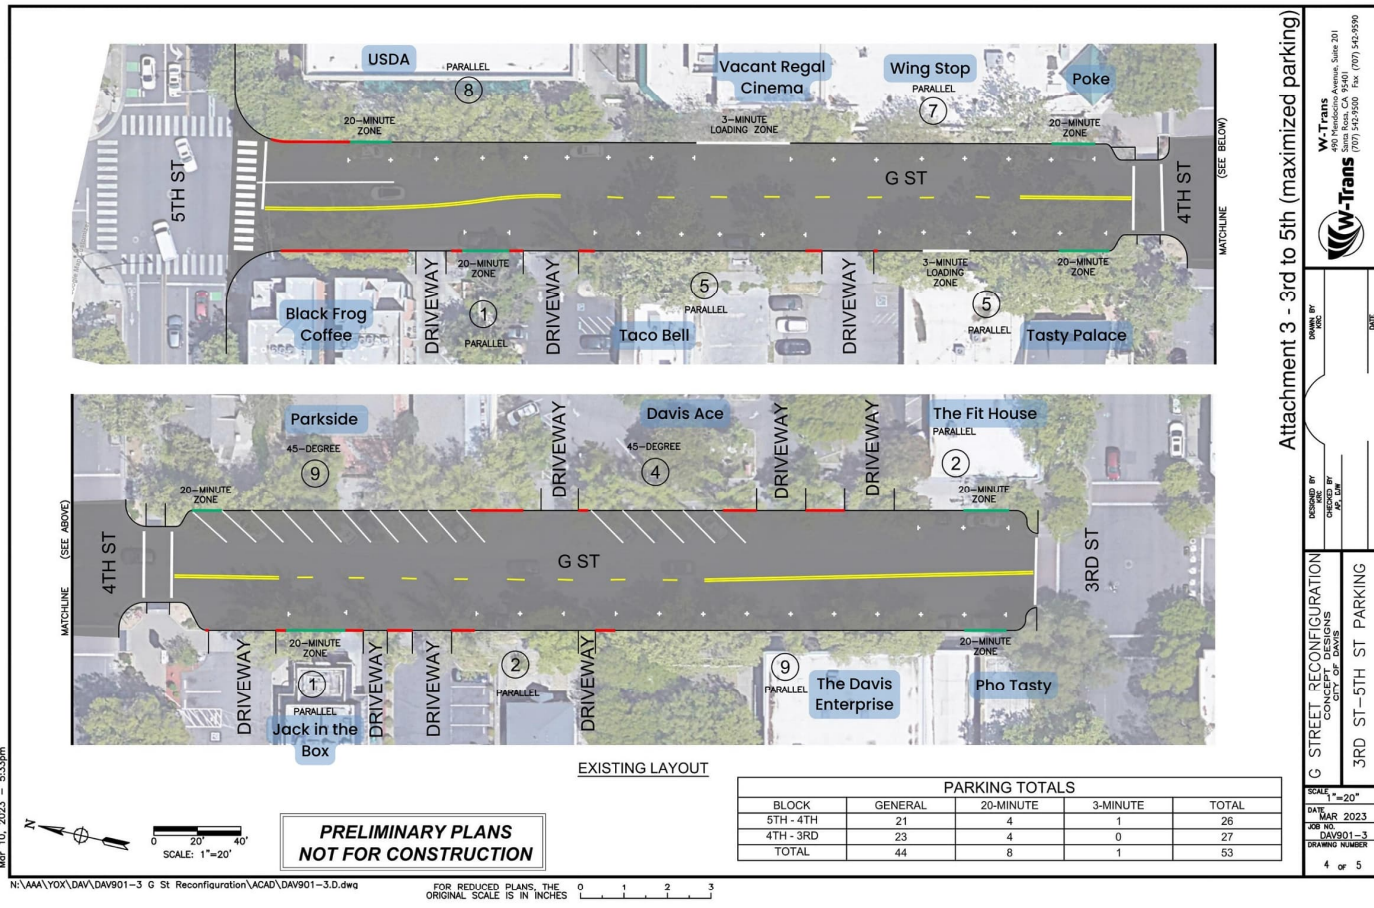 USDA
PARALLEL
8
20-MINUTE
ZONE
Vacant Regal
Cinema
3-MINUTE
LOADING ZONE
Wing Stop
PARALLEL
7
Poke
20-MINUTE
ZONE
5TH ST
G ST
4TH ST
MATCHLINE (SEE BELOW)
Black Frog
Coffee
DRIVEWAY
20-MINUTE
ZONE
1
PARALLEL
DRIVEWAY
Taco Bell
5
PARALLEL
DRIVEWAY
3-MINUTE
LOADING
ZONE
5
PARALLEL
20-MINUTE
ZONE
Tasty Palace
Parkside
45-DEGREE
9
20-MINUTE
ZONE
DRIVEWAY
Davis Ace
45-DEGREE
4
DRIVEWAY
DRIVEWAY
The Fit House
PARALLEL
2
20-MINUTE
ZONE
MATCHLINE (SEE ABOVE)
4TH ST
G ST
3RD ST
DRIVEWAY
20-MINUTE
ZONE
1
PARALLEL
Jack in the
Box
DRIVEWAY
DRIVEWAY
2
PARALLEL
DRIVEWAY
9
PARALLEL
The Davis
Enterprise
20-MINUTE
ZONE
Pho Tasty
EXISTING LAYOUT
PARKING TOTALS
BLOCK GENERAL 20-MINUTE 3-MINUTE TOTAL
5TH - 4TH 21 4 1 26
4TH - 3RD 23 4 0 27
TOTAL 44 8 1 53
N
0 20' 40'
SCALE: 1"=20'
PRELIMINARY PLANS
NOT FOR CONSTRUCTION
Mar 10, 2023 - 5:33pm
N:\AAA\YOX\DAV\DAV901-3 G St Reconfiguration\ACAD\DAV901-3.D.dwg
FOR REDUCED PLANS, THE
ORIGINAL SCALE IS IN INCHES
0 1 2 3
Attachment 3 - 3rd to 5th (maximized parking)
W-Trans
W-Trans
490 Mendocino Avenue, Suite 201
Santa Rosa, CA 95401
(707) 542-9500 Fax (707) 542-9590
DRAWN BY
KRC
DATE
DESIGNED BY
KRC
CHECKED BY
G STREET RECONFIGURATION
CONCEPT DESIGNS
CITY OF DAVIS
3RD ST-5TH ST PARKING
SCALE
1"=20'
DATE
MAR 2023
JOB NO.
DAV901-3
DRAWING NUMBER
4 OF 5